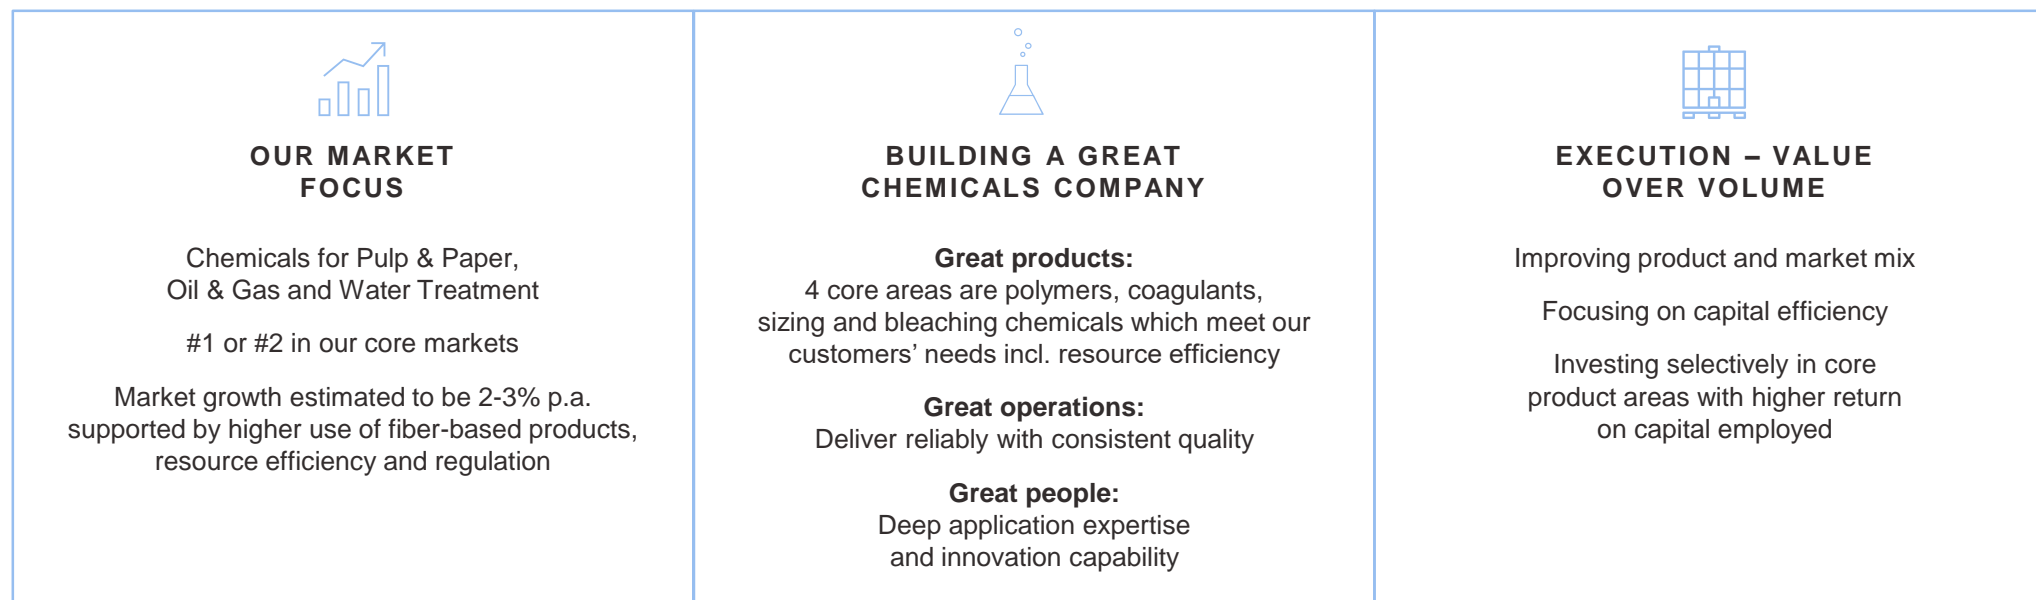 OUR MARKET
FOCUS
Chemicals for Pulp & Paper,
Oil & Gas and Water Treatment
#1 or #2 in our core markets
Market growth estimated to be 2-3% p.a.
supported by higher use of fiber-based products,
resource efficiency and regulation
BUILDING A GREAT
CHEMICALS COMPANY
Great products:
4 core areas are polymers, coagulants,
sizing and bleaching chemicals which meet our
customers’ needs incl. resource efficiency
Great operations:
Deliver reliably with consistent quality
Great people:
Deep application expertise
and innovation capability
EXECUTION – VALUE
OVER VOLUME
Improving product and market mix
Focusing on capital efficiency
Investing selectively in core
product areas with higher return
on capital employed